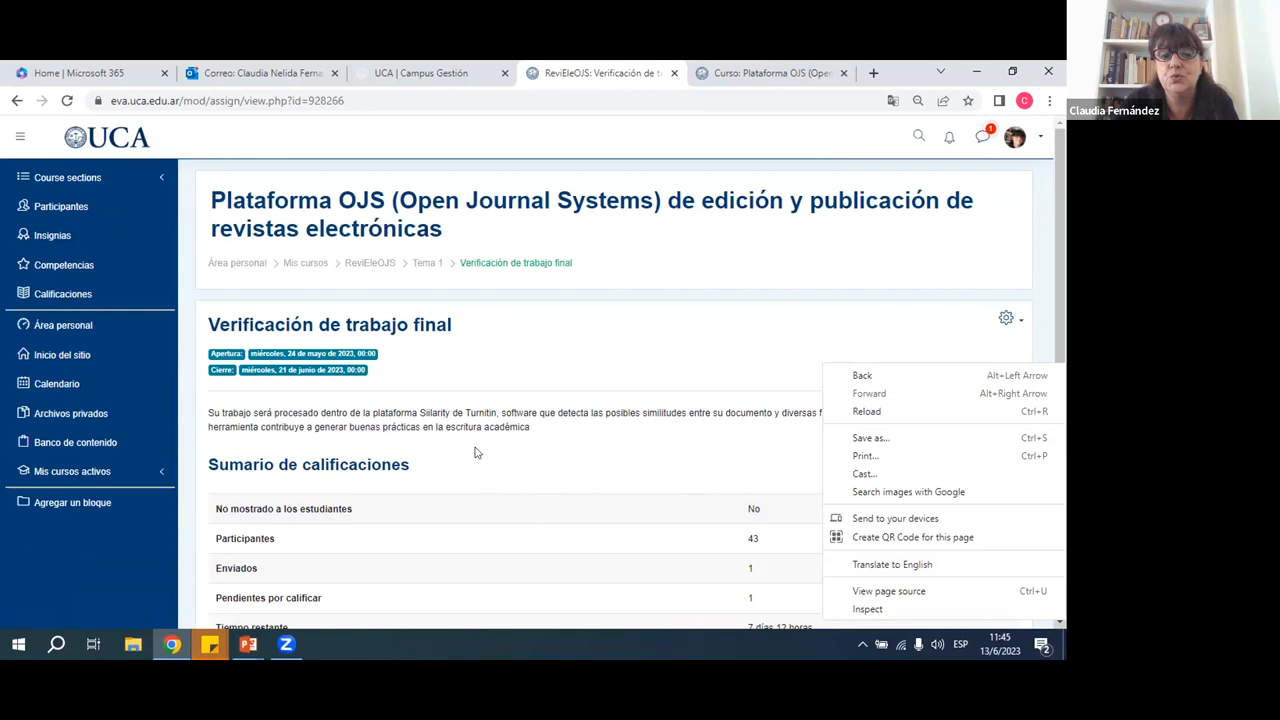 Home | Microsoft 365
Correo: Claudia Nelida Ferna
UCA | Campus Gestión
ReviEleOJS: Verificación de t
Curso: Plataforma OJS (Open
eva.uca.edu.ar/mod/assign/view.php?id=928266
C
Claudia Fernández
UCA
1
Course sections
Participantes
Insignias
Competencias
Calificaciones
Área personal
Inicio del sitio
Calendario
Archivos privados
Banco de contenido
Mis cursos activos
Agregar un bloque
Plataforma OJS (Open Journal Systems) de edición y publicación de
revistas electrónicas
Área personal > Mis cursos > ReviEleOJS > Tema 1 > Verificación de trabajo final
Verificación de trabajo final
Apertura: miércoles, 24 de mayo de 2023, 00:00
Cierre: miércoles, 21 de junio de 2023, 00:00
Su trabajo será procesado dentro de la plataforma Siilarity de Turnitin, software que detecta las posibles similitudes entre su documento y diversas f
herramienta contribuye a generar buenas prácticas en la escritura académica
Sumario de calificaciones
No mostrado a los estudiantes No
Participantes 43
Enviados 1
Pendientes por calificar 1
Tiempo restante 7 días 12 horas
Back Alt+Left Arrow
Forward Alt+Right Arrow
Reload Ctrl+R
Save as... Ctrl+S
Print... Ctrl+P
Cast...
Search images with Google
Send to your devices
Create QR Code for this page
Translate to English
View page source Ctrl+U
Inspect
ESP
11:45
13/6/2023
2